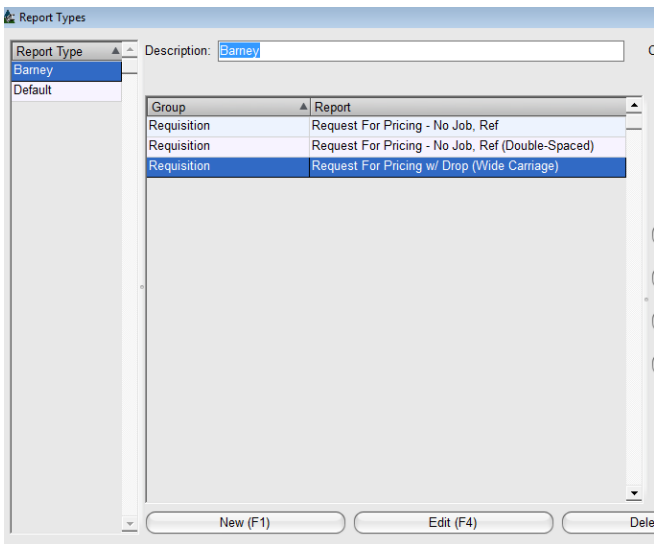 Report Types
Report Type
Barney
Default
Description: Barney
Group Report
Requisition Request For Pricing - No Job, Ref
Requisition Request For Pricing - No Job, Ref (Double-Spaced)
Requisition Request For Pricing w/ Drop (Wide Carriage)
New (F1) Edit (F4)